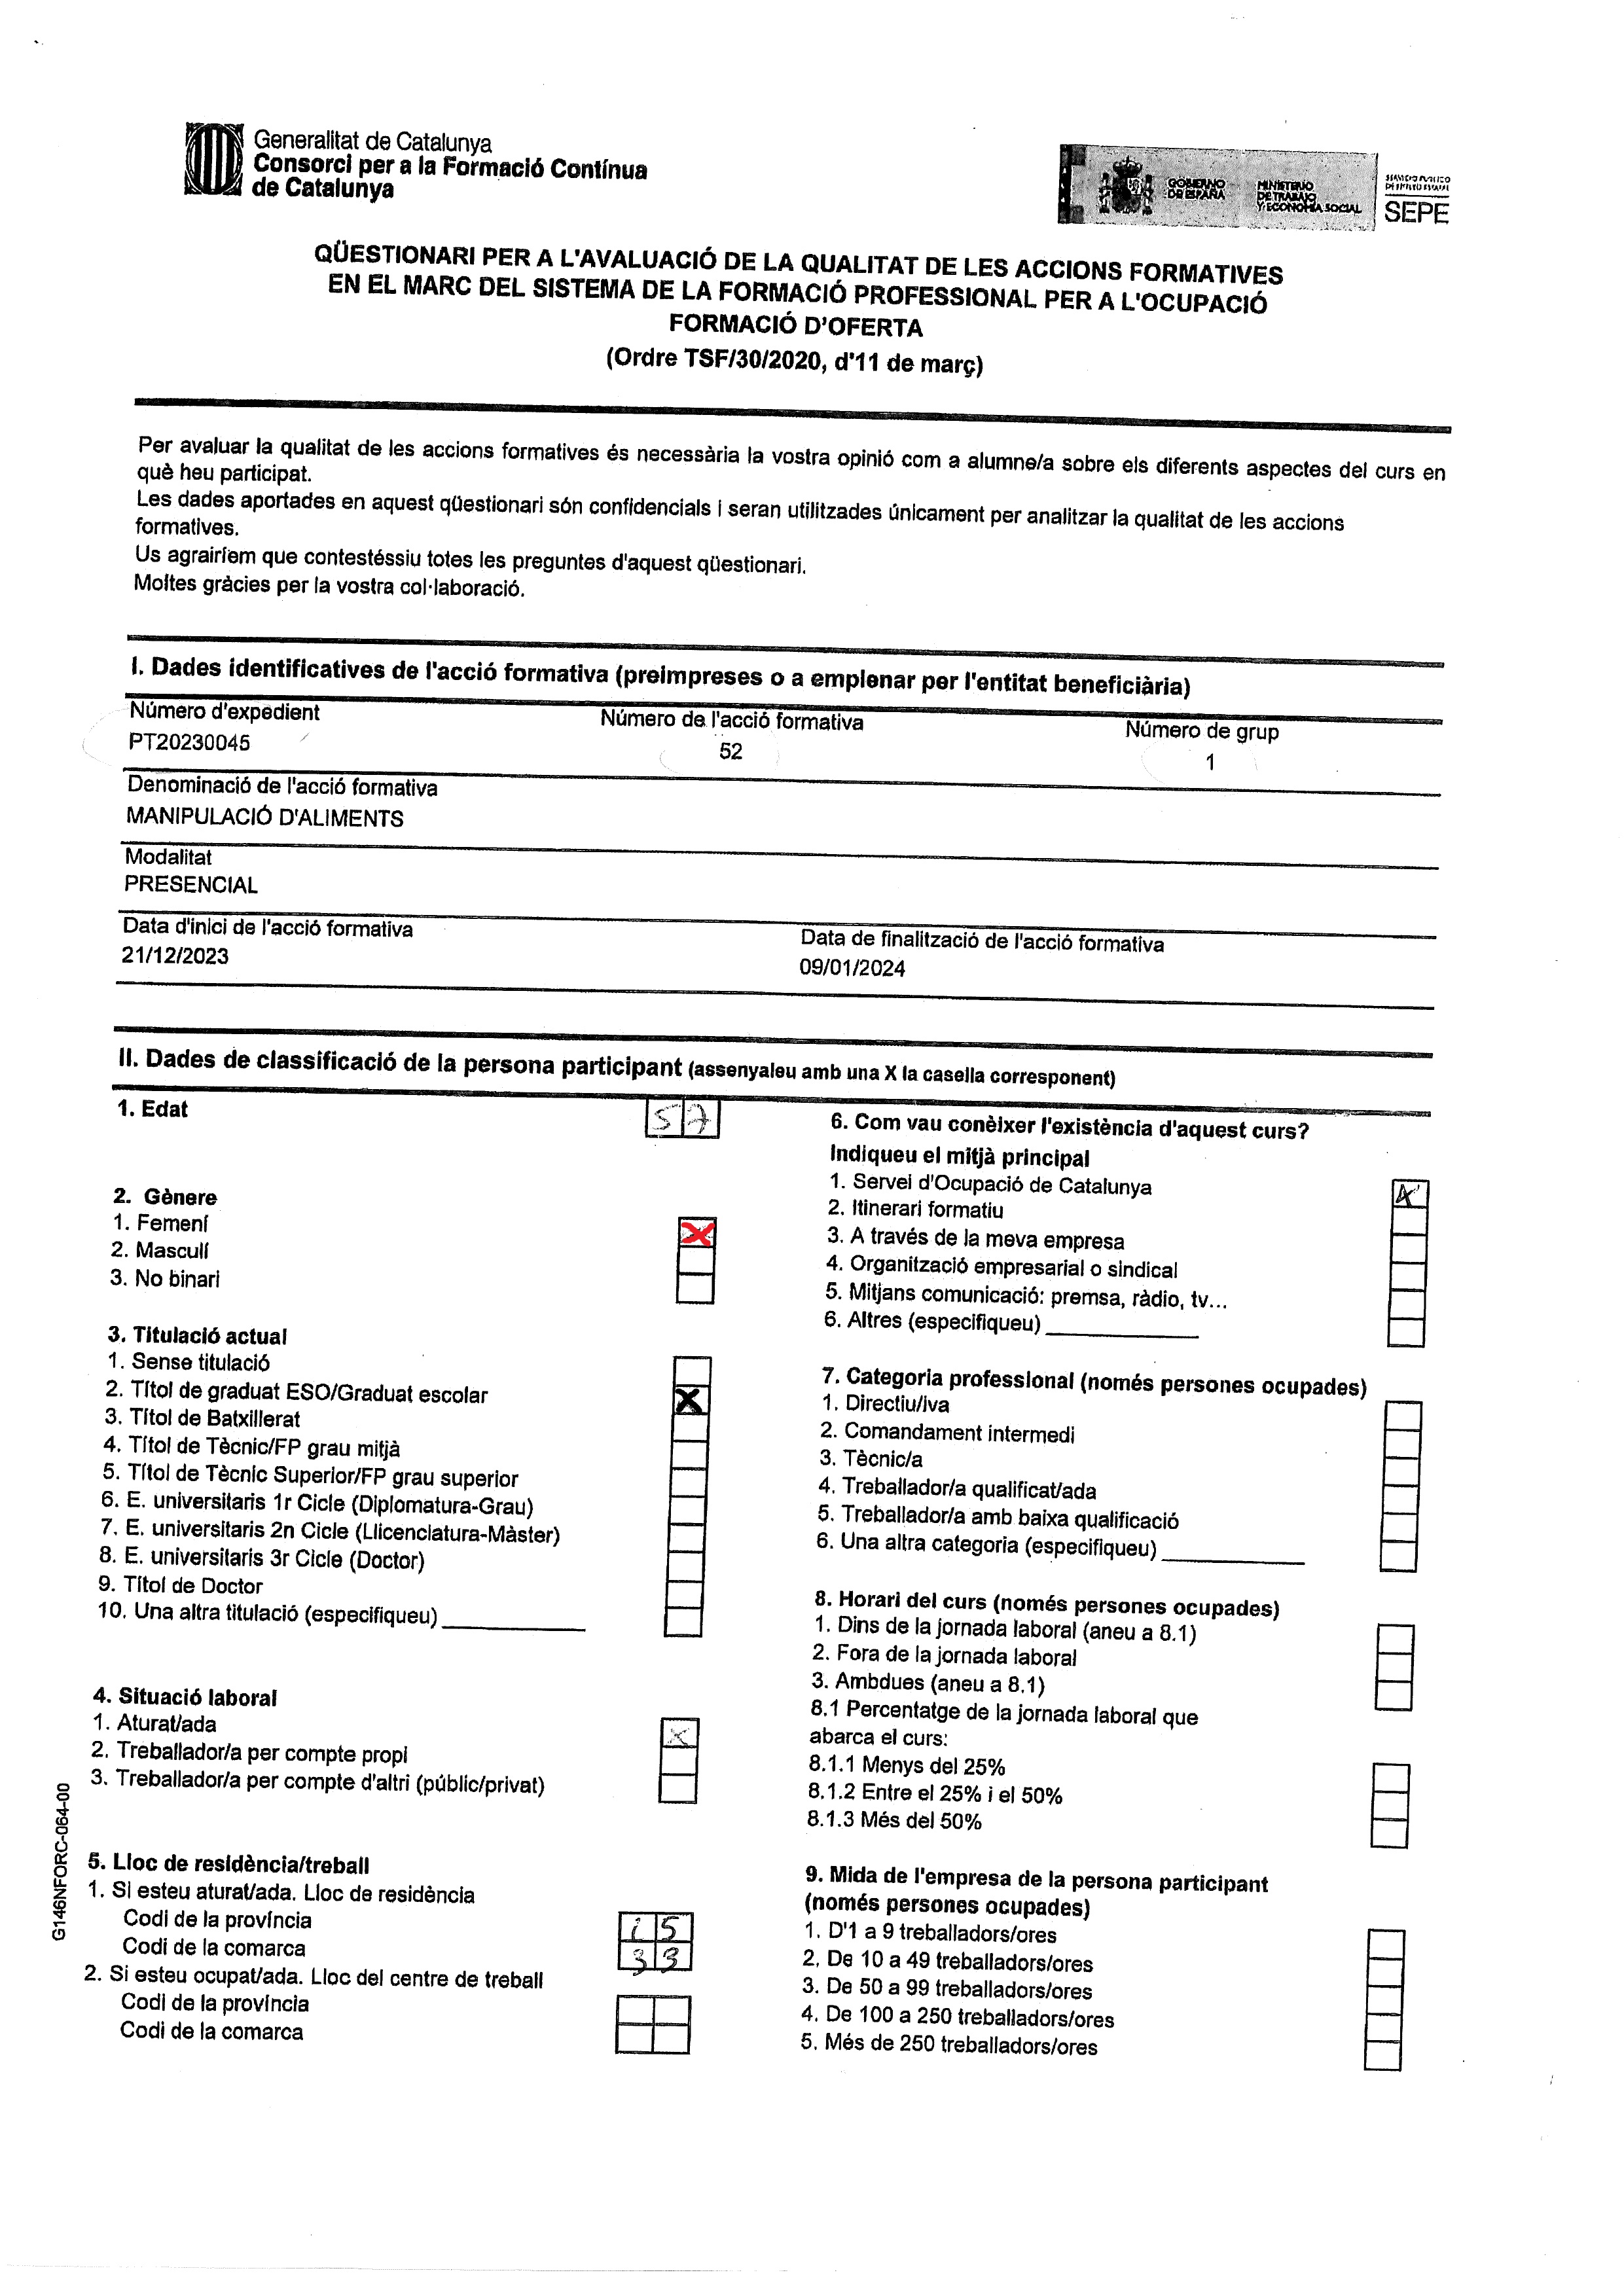 Generalitat de Catalunya
Consorci per a la Formació Contínua
de Catalunya
GOBIERNO
DE ESPAÑA
MINISTERIO
DE TRABAJO
Y ECONOMÍA SOCIAL
SEPE
QÜESTIONARI PER A L'AVALUACIÓ DE LA QUALITAT DE LES ACCIONS FORMATIVES
EN EL MARC DEL SISTEMA DE LA FORMACIÓ PROFESSIONAL PER A L'OCUPACIÓ
FORMACIÓ D'OFERTA
(Ordre TSF/30/2020, d'11 de març)
Per avaluar la qualitat de les accions formatives és necessària la vostra opinió com a alumne/a sobre els diferents aspectes del curs en
què heu participat.
Les dades aportades en aquest qüestionari són confidencials i seran utilitzades únicament per analitzar la qualitat de les accions
formatives.
Us agrairíem que contestéssiu totes les preguntes d'aquest qüestionari.
Moltes gràcies per la vostra col·laboració.
I. Dades identificatives de l'acció formativa (preimpreses o a emplenar per l'entitat beneficiària)
Número d'expedient Número de l'acció formativa Número de grup
PT20230045 52 1
Denominació de l'acció formativa
MANIPULACIÓ D'ALIMENTS
Modalitat
PRESENCIAL
Data d'inici de l'acció formativa Data de finalització de l'acció formativa
21/12/2023 09/01/2024
II. Dades de classificació de la persona participant (assenyaleu amb una X la casella corresponent)
1. Edat 57
2. Gènere
1. Femení X
2. Masculí
3. No binari
3. Titulació actual
1. Sense titulació
2. Títol de graduat ESO/Graduat escolar X
3. Títol de Batxillerat
4. Títol de Tècnic/FP grau mitjà
5. Títol de Tècnic Superior/FP grau superior
6. E. universitaris 1r Cicle (Diplomatura-Grau)
7. E. universitaris 2n Cicle (Llicenciatura-Màster)
8. E. universitaris 3r Cicle (Doctor)
9. Títol de Doctor
10. Una altra titulació (especifiqueu)
4. Situació laboral
1. Aturat/ada X
2. Treballador/a per compte propi
3. Treballador/a per compte d'altri (públic/privat)
5. Lloc de residència/treball
1. Si esteu aturat/ada. Lloc de residència
Codi de la província 15
Codi de la comarca 33
2. Si esteu ocupat/ada. Lloc del centre de treball
Codi de la província
Codi de la comarca
6. Com vau conèixer l'existència d'aquest curs?
Indiqueu el mitjà principal
1. Servei d'Ocupació de Catalunya X
2. Itinerari formatiu
3. A través de la meva empresa
4. Organització empresarial o sindical
5. Mitjans comunicació: premsa, ràdio, tv...
6. Altres (especifiqueu)
7. Categoria professional (només persones ocupades)
1. Directiu/iva
2. Comandament intermedi
3. Tècnic/a
4. Treballador/a qualificat/ada
5. Treballador/a amb baixa qualificació
6. Una altra categoria (especifiqueu)
8. Horari del curs (només persones ocupades)
1. Dins de la jornada laboral (aneu a 8.1)
2. Fora de la jornada laboral
3. Ambdues (aneu a 8.1)
8.1 Percentatge de la jornada laboral que
abarca el curs:
8.1.1 Menys del 25%
8.1.2 Entre el 25% i el 50%
8.1.3 Més del 50%
9. Mida de l'empresa de la persona participant
(només persones ocupades)
1. D'1 a 9 treballadors/ores
2. De 10 a 49 treballadors/ores
3. De 50 a 99 treballadors/ores
4. De 100 a 250 treballadors/ores
5. Més de 250 treballadors/ores
G146NFORC-064-00